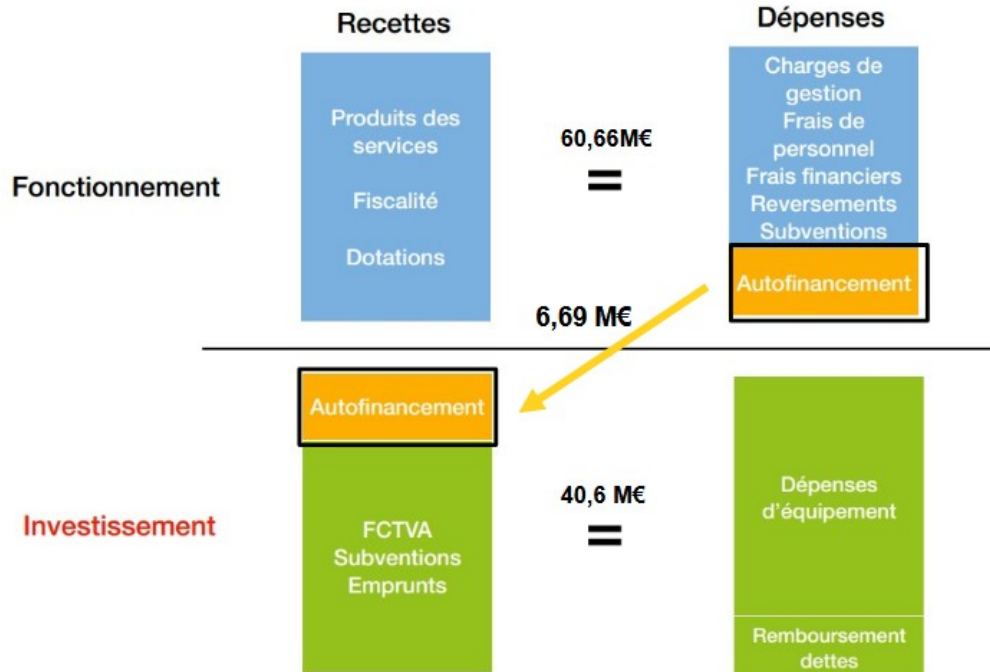 Recettes
Dépenses
Fonctionnement
Produits des
services
Fiscalité
Dotations
60,66M€
=
Charges de
gestion
Frais de
personnel
Frais financiers
Reversements
Subventions
Autofinancement
6,69 M€
Investissement
Autofinancement
FCTVA
Subventions
Emprunts
40,6 M€
=
Dépenses
d'équipement
Remboursement
dettes